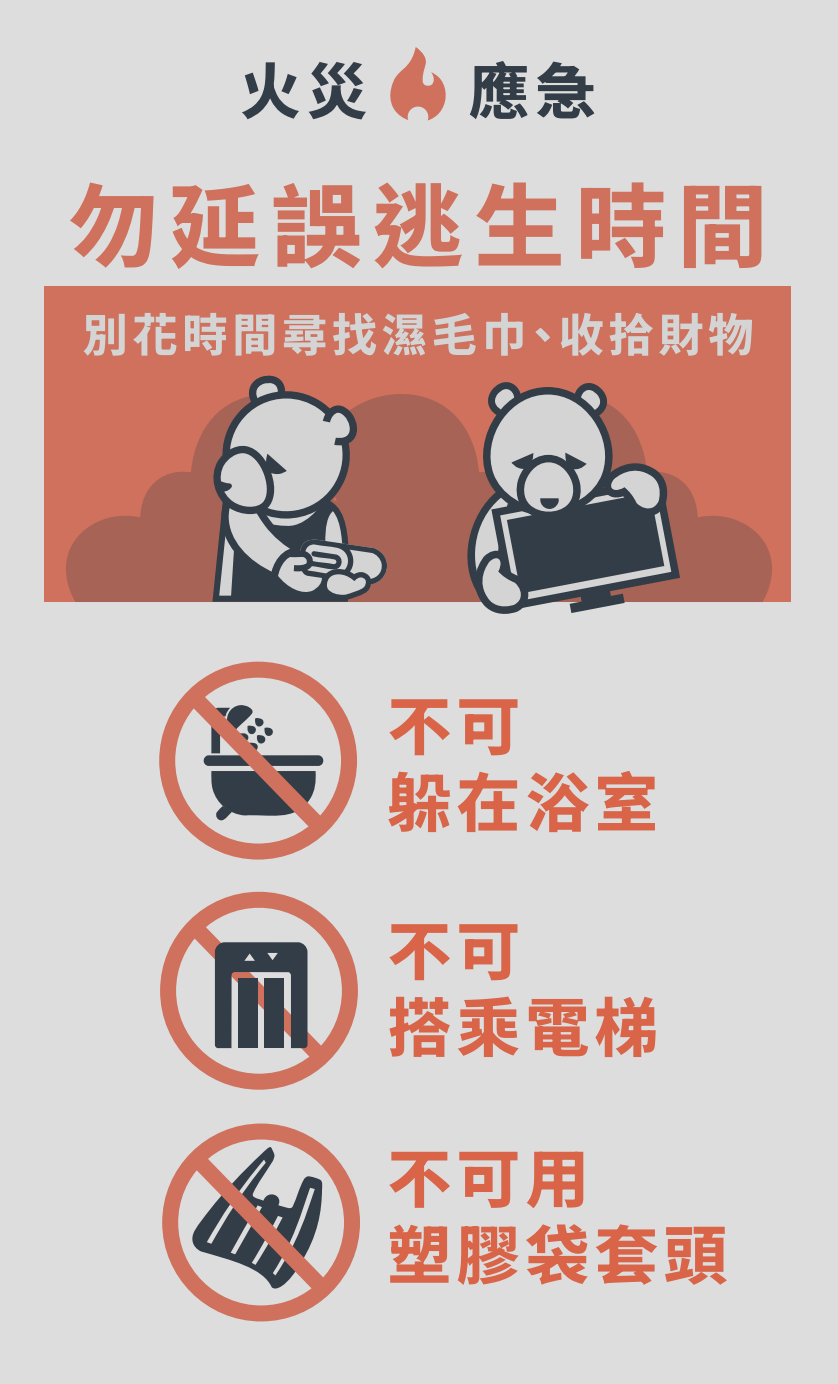 火災 應急
勿延誤逃生時間
別花時間尋找濕毛巾、收拾財物
不可
躲在浴室
不可
搭乘電梯
不可用
塑膠袋套頭